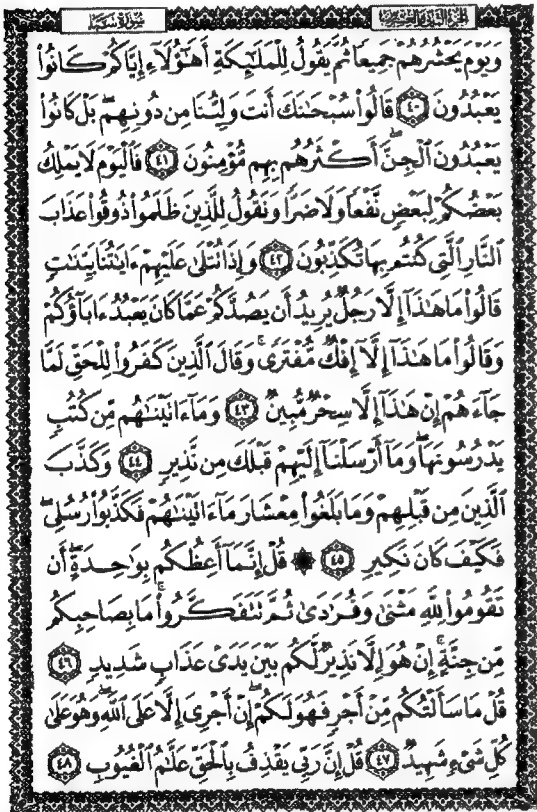 سُورَةُ سَبَإٍ
الجزء الثاني والعشرون
وَيَوْمَ يَحْشُرُهُمْ جَمِيعًا ثُمَّ يَقُولُ لِلْمَلَٰٓئِكَةِ أَهَٰٓؤُلَآءِ إِيَّاكُمْ كَانُوا۟
يَعْبُدُونَ ٤٠ قَالُوا۟ سُبْحَٰنَكَ أَنتَ وَلِيُّنَا مِن دُونِهِم ۖ بَلْ كَانُوا۟
يَعْبُدُونَ ٱلْجِنَّ ۖ أَكْثَرُهُم بِهِم مُّؤْمِنُونَ ٤١ فَٱلْيَوْمَ لَا يَمْلِكُ
بَعْضُكُمْ لِبَعْضٍ نَّفْعًا وَلَا ضَرًّا وَنَقُولُ لِلَّذِينَ ظَلَمُوا۟ ذُوقُوا۟ عَذَابَ
ٱلنَّارِ ٱلَّتِى كُنتُم بِهَا تُكَذِّبُونَ ٤٢ وَإِذَا تُتْلَىٰ عَلَيْهِمْ ءَايَٰتُنَا بَيِّنَٰتٍ
قَالُوا۟ مَا هَٰذَآ إِلَّا رَجُلٌ يُرِيدُ أَن يَصُدَّكُمْ عَمَّا كَانَ يَعْبُدُ ءَابَآؤُكُمْ
وَقَالُوا۟ مَا هَٰذَآ إِلَّآ إِفْكٌ مُّفْتَرًى ۚ وَقَالَ ٱلَّذِينَ كَفَرُوا۟ لِلْحَقِّ لَمَّا
جَآءَهُمْ إِنْ هَٰذَآ إِلَّا سِحْرٌ مُّبِينٌ ٤٣ وَمَآ ءَاتَيْنَٰهُم مِّن كُتُبٍ
يَدْرُسُونَهَا ۖ وَمَآ أَرْسَلْنَآ إِلَيْهِمْ قَبْلَكَ مِن نَّذِيرٍ ٤٤ وَكَذَّبَ
ٱلَّذِينَ مِن قَبْلِهِمْ وَمَا بَلَغُوا۟ مِعْشَارَ مَآ ءَاتَيْنَٰهُمْ فَكَذَّبُوا۟ رُسُلِى ۖ
فَكَيْفَ كَانَ نَكِيرِ ٤٥ ۞ قُلْ إِنَّمَآ أَعِظُكُم بِوَٰحِدَةٍ ۖ أَن
تَقُومُوا۟ لِلَّهِ مَثْنَىٰ وَفُرَٰدَىٰ ثُمَّ تَتَفَكَّرُوا۟ ۚ مَا بِصَاحِبِكُم
مِّن جِنَّةٍ ۚ إِنْ هُوَ إِلَّا نَذِيرٌ لَّكُم بَيْنَ يَدَىْ عَذَابٍ شَدِيدٍ ٤٦
قُلْ مَا سَأَلْتُكُم مِّنْ أَجْرٍ فَهُوَ لَكُمْ ۖ إِنْ أَجْرِىَ إِلَّا عَلَى ٱللَّهِ ۖ وَهُوَ عَلَىٰ
كُلِّ شَىْءٍ شَهِيدٌ ٤٧ قُلْ إِنَّ رَبِّى يَقْذِفُ بِٱلْحَقِّ عَلَّٰمُ ٱلْغُيُوبِ ٤٨